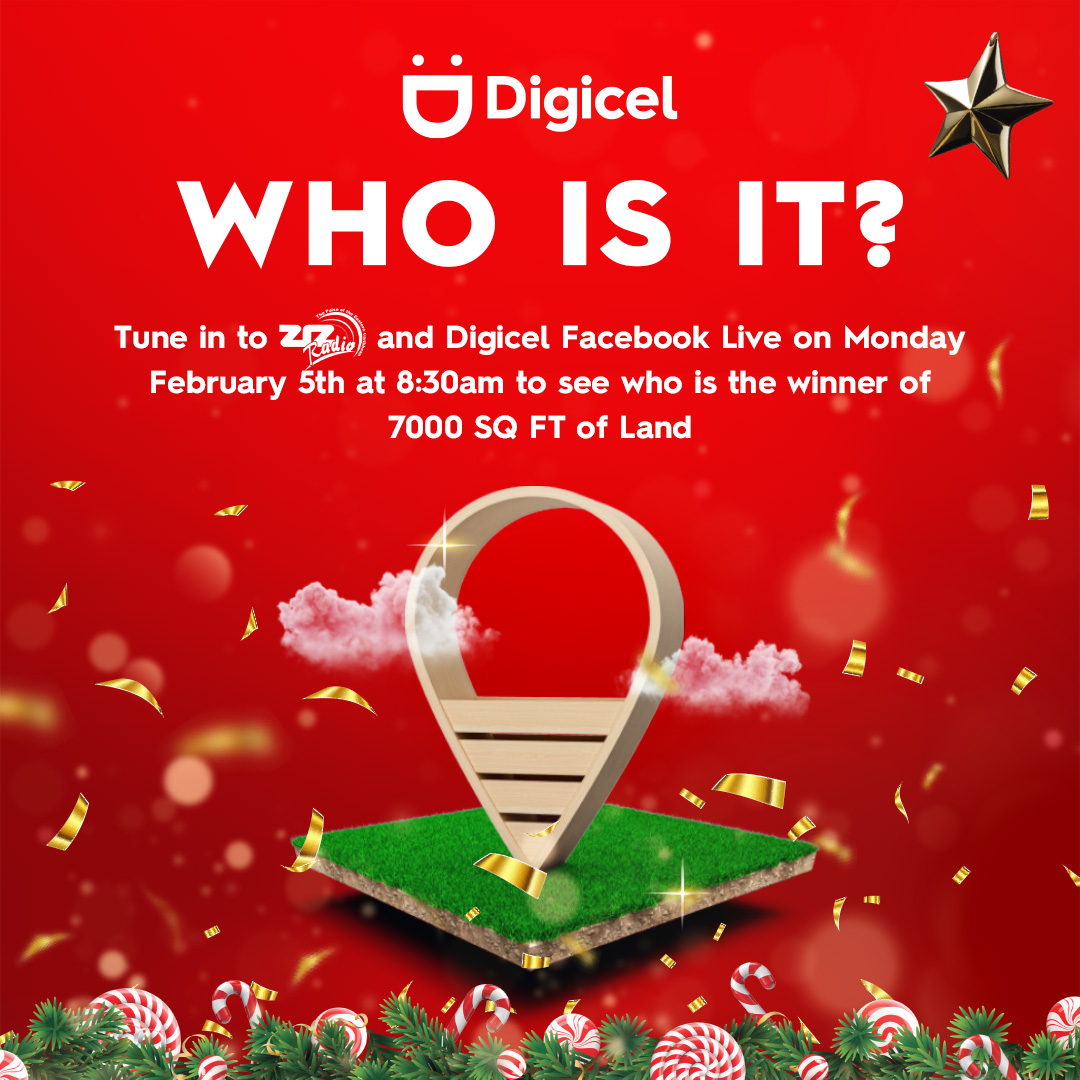 Digicel
WHO IS IT?
Tune in to ZIZ Radio and Digicel Facebook Live on Monday
February 5th at 8:30am to see who is the winner of
7000 SQ FT of Land